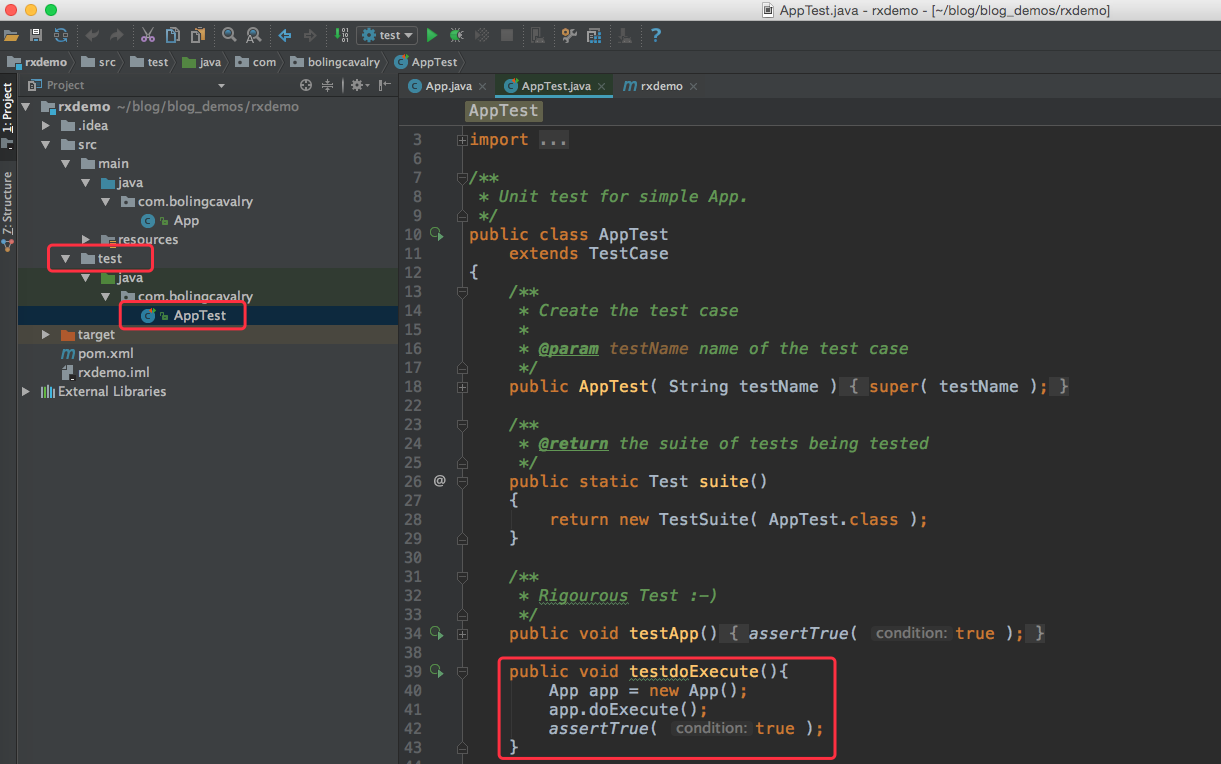 AppTest.java - rxdemo - [~/blog/blog_demos/rxdemo]
test
rxdemo src test java com bolingcavalry AppTest
Project
1: Project
Z: Structure
rxdemo ~/blog/blog_demos/rxdemo
.idea
src
main
java
com.bolingcavalry
App
resources
test
java
com.bolingcavalry
AppTest
target
pom.xml
rxdemo.iml
External Libraries
App.java AppTest.java rxdemo
AppTest
3 import ...
6
7 /**
8 * Unit test for simple App.
9 */
10 public class AppTest
11 extends TestCase
12 {
13 /**
14 * Create the test case
15 *
16 * @param testName name of the test case
17 */
18 public AppTest( String testName ) { super( testName ); }
22
23 /**
24 * @return the suite of tests being tested
25 */
26 @ public static Test suite()
27 {
28 return new TestSuite( AppTest.class );
29 }
30
31 /**
32 * Rigourous Test :-)
33 */
34 public void testApp() { assertTrue( condition: true ); }
38
39 public void testdoExecute(){
40 App app = new App();
41 app.doExecute();
42 assertTrue( condition: true );
43 }